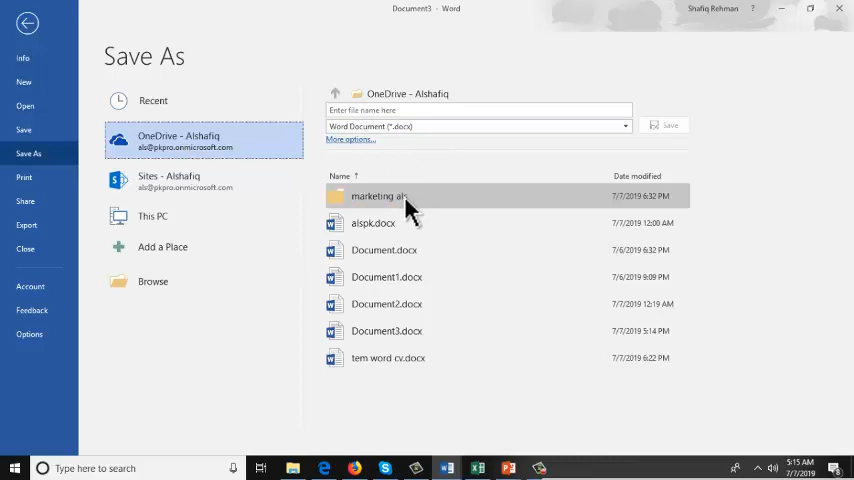 Document3 - Word
Shafiq Rehman
?
Info
New
Open
Save
Save As
Print
Share
Export
Close
Account
Feedback
Options
Save As
Recent
OneDrive - Alshafiq
als@pkpro.onmicrosoft.com
Sites - Alshafiq
als@pkpro.onmicrosoft.com
This PC
Add a Place
Browse
OneDrive - Alshafiq
Enter file name here
Word Document (*.docx)
Save
More options...
Name
Date modified
marketing als
7/7/2019 6:32 PM
alspk.docx
7/7/2019 12:00 AM
Document.docx
7/6/2019 6:32 PM
Document1.docx
7/6/2019 9:09 PM
Document2.docx
7/7/2019 12:19 AM
Document3.docx
7/7/2019 5:14 PM
tem word cv.docx
7/7/2019 6:22 PM
Type here to search
5:15 AM
7/7/2019